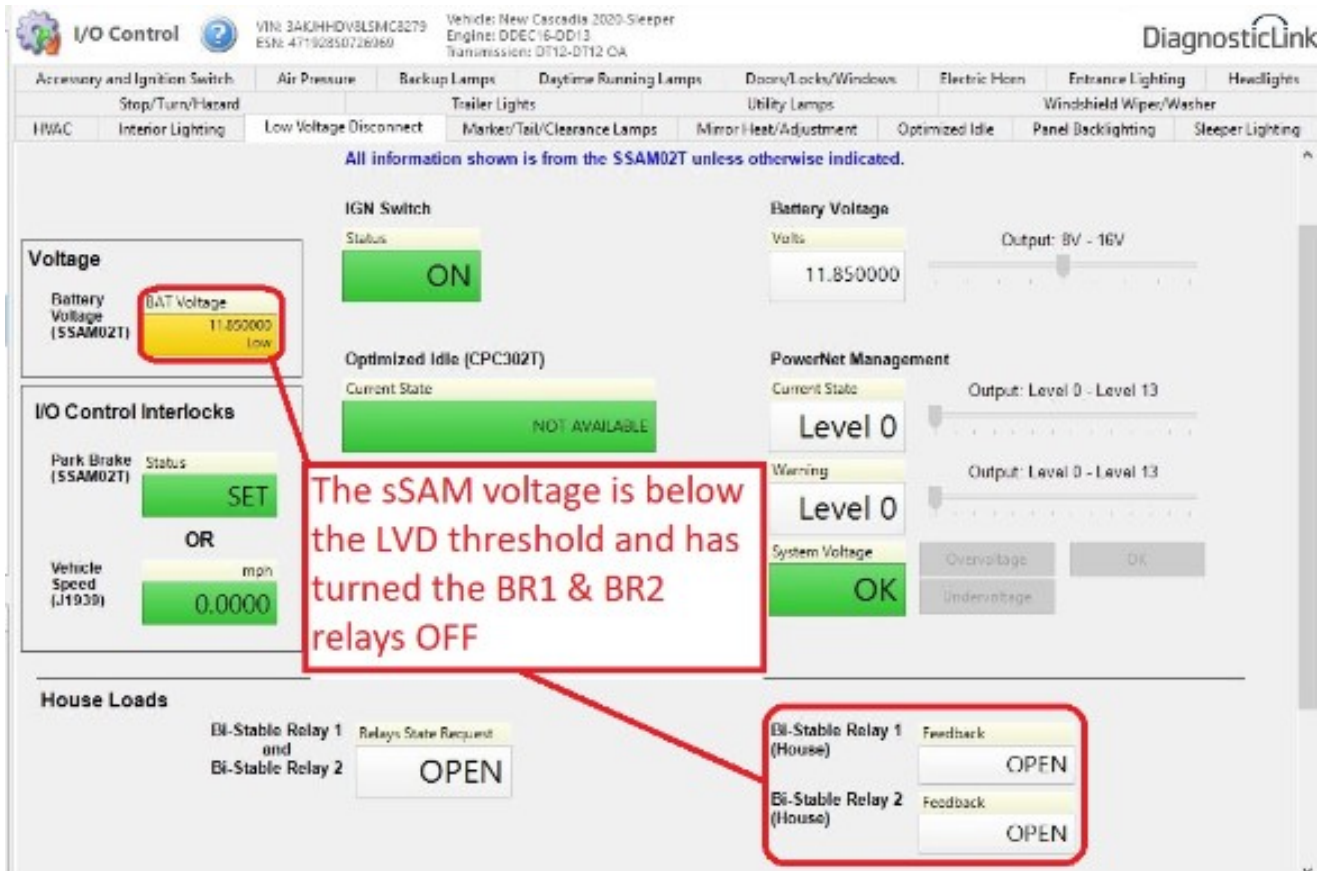 I/O Control
VIN: 3AKJHHDV8LSMC8279
ESN: 47192850726969
Vehicle: New Cascadia 2020-Sleeper
Engine: DDEC16-DD13
Transmission: DT12-DT12 OA
DiagnosticLink
Accessory and Ignition Switch Air Pressure Backup Lamps Daytime Running Lamps Doors/Locks/Windows Electric Horn Entrance Lighting Headlights
Stop/Turn/Hazard Trailer Lights Utility Lamps Windshield Wiper/Washer
HVAC Interior Lighting Low Voltage Disconnect Marker/Tail/Clearance Lamps Mirror Heat/Adjustment Optimized Idle Panel Backlighting Sleeper Lighting
All information shown is from the SSAM02T unless otherwise indicated.
Voltage
Battery
Voltage
(SSAM02T)
BAT Voltage
11.850000
Low
I/O Control Interlocks
Park Brake
(SSAM02T)
Status
SET
OR
Vehicle
Speed
(J1939)
mph
0.0000
IGN Switch
Status
ON
Battery Voltage
Volts
11.850000
Output: 8V - 16V
Optimized Idle (CPC302T)
Current State
NOT AVAILABLE
PowerNet Management
Current State
Level 0
Output: Level 0 - Level 13
Warning
Level 0
Output: Level 0 - Level 13
System Voltage
OK
Overvoltage
OK
Undervoltage
The sSAM voltage is below
the LVD threshold and has
turned the BR1 & BR2
relays OFF
House Loads
Bi-Stable Relay 1
and
Bi-Stable Relay 2
Relays State Request
OPEN
Bi-Stable Relay 1
(House)
Feedback
OPEN
Bi-Stable Relay 2
(House)
Feedback
OPEN